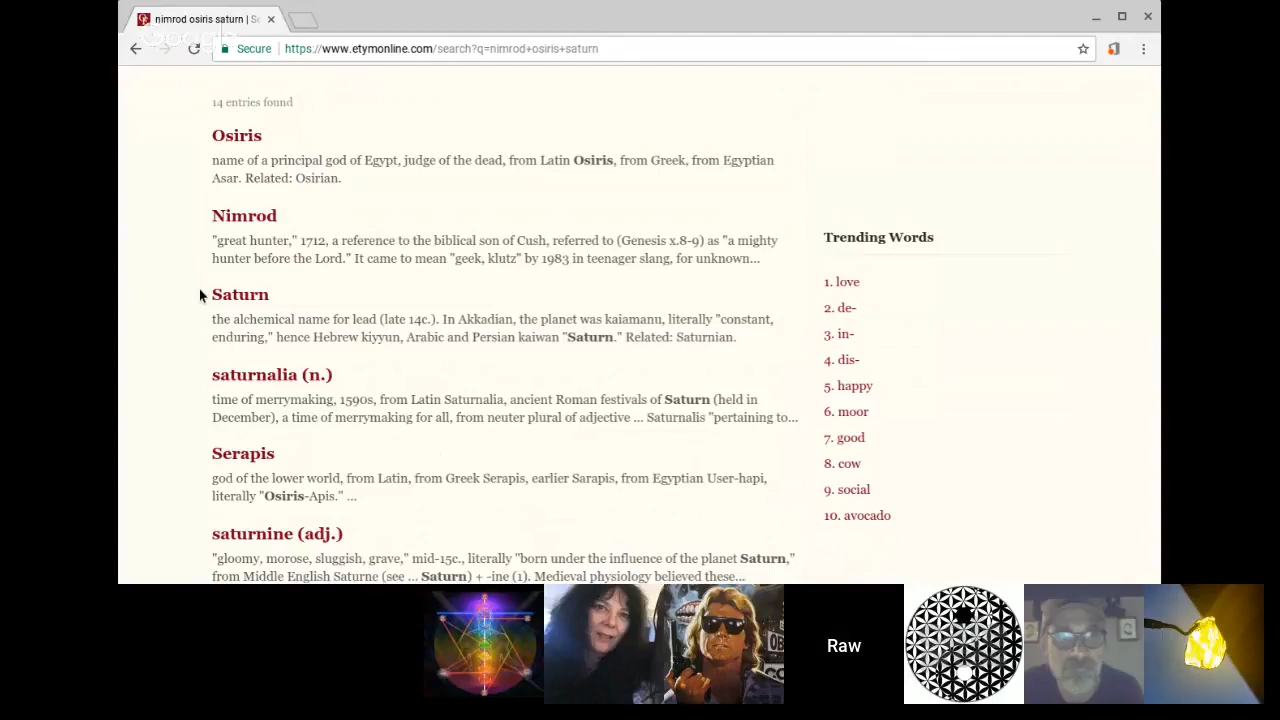 nimrod osiris saturn | Se
Google
Secure
https://www.etymonline.com/search?q=nimrod+osiris+saturn
14 entries found
Osiris
name of a principal god of Egypt, judge of the dead, from Latin Osiris, from Greek, from Egyptian
Asar. Related: Osirian.
Nimrod
"great hunter," 1712, a reference to the biblical son of Cush, referred to (Genesis x.8-9) as "a mighty
hunter before the Lord." It came to mean "geek, klutz" by 1983 in teenager slang, for unknown...
Saturn
the alchemical name for lead (late 14c.). In Akkadian, the planet was kaiamanu, literally "constant,
enduring," hence Hebrew kiyyun, Arabic and Persian kaiwan "Saturn." Related: Saturnian.
saturnalia (n.)
time of merrymaking, 1590s, from Latin Saturnalia, ancient Roman festivals of Saturn (held in
December), a time of merrymaking for all, from neuter plural of adjective ... Saturnalis "pertaining to...
Serapis
god of the lower world, from Latin, from Greek Serapis, earlier Sarapis, from Egyptian User-hapi,
literally "Osiris-Apis." ...
saturnine (adj.)
"gloomy, morose, sluggish, grave," mid-15c., literally "born under the influence of the planet Saturn,"
from Middle English Saturne (see ... Saturn) + -ine (1). Medieval physiology believed these...
Trending Words
1. love
2. de-
3. in-
4. dis-
5. happy
6. moor
7. good
8. cow
9. social
10. avocado
Raw